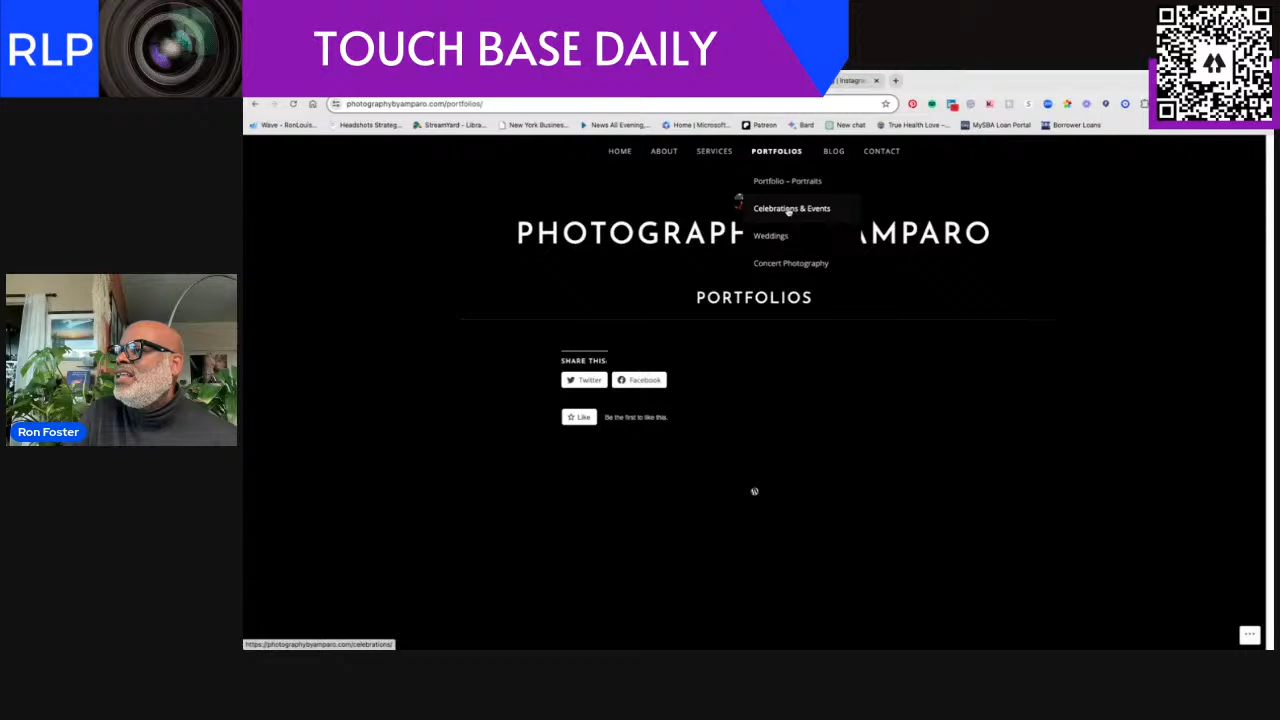 RLP
TOUCH BASE DAILY
Instagra
photographybyamparo.com/portfolios/
Wave – RonLouis...
Headshots Strateg...
StreamYard - Libra...
New York Busines...
News All Evening,...
Home | Microsoft...
Patreon
Bard
New chat
True Health Love –...
MySBA Loan Portal
Borrower Loans
HOME ABOUT SERVICES PORTFOLIOS BLOG CONTACT
Portfolio – Portraits
Celebrations & Events
PHOTOGRAPH AMPARO
Weddings
Concert Photography
PORTFOLIOS
SHARE THIS:
Twitter Facebook
Like Be the first to like this.
Ron Foster
https://photographybyamparo.com/celebrations/